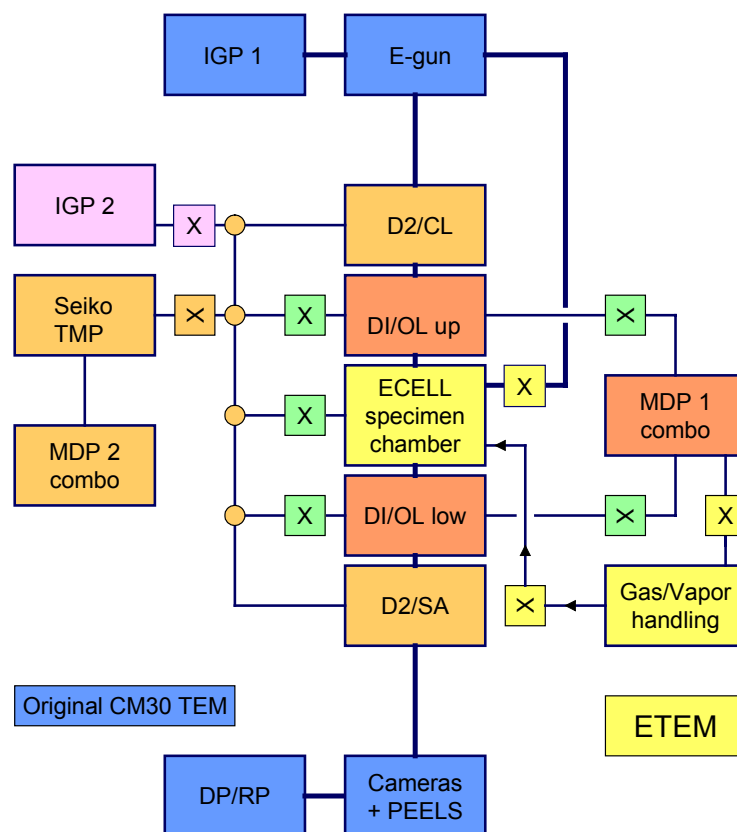 IGP 1
E-gun
IGP 2
X
D2/CL
Seiko
TMP
X
X
DI/OL up
X
ECELL
specimen
chamber
X
X
MDP 1
combo
MDP 2
combo
X
DI/OL low
X
X
D2/SA
X
Gas/Vapor
handling
Original CM30 TEM
ETEM
DP/RP
Cameras
+ PEELS